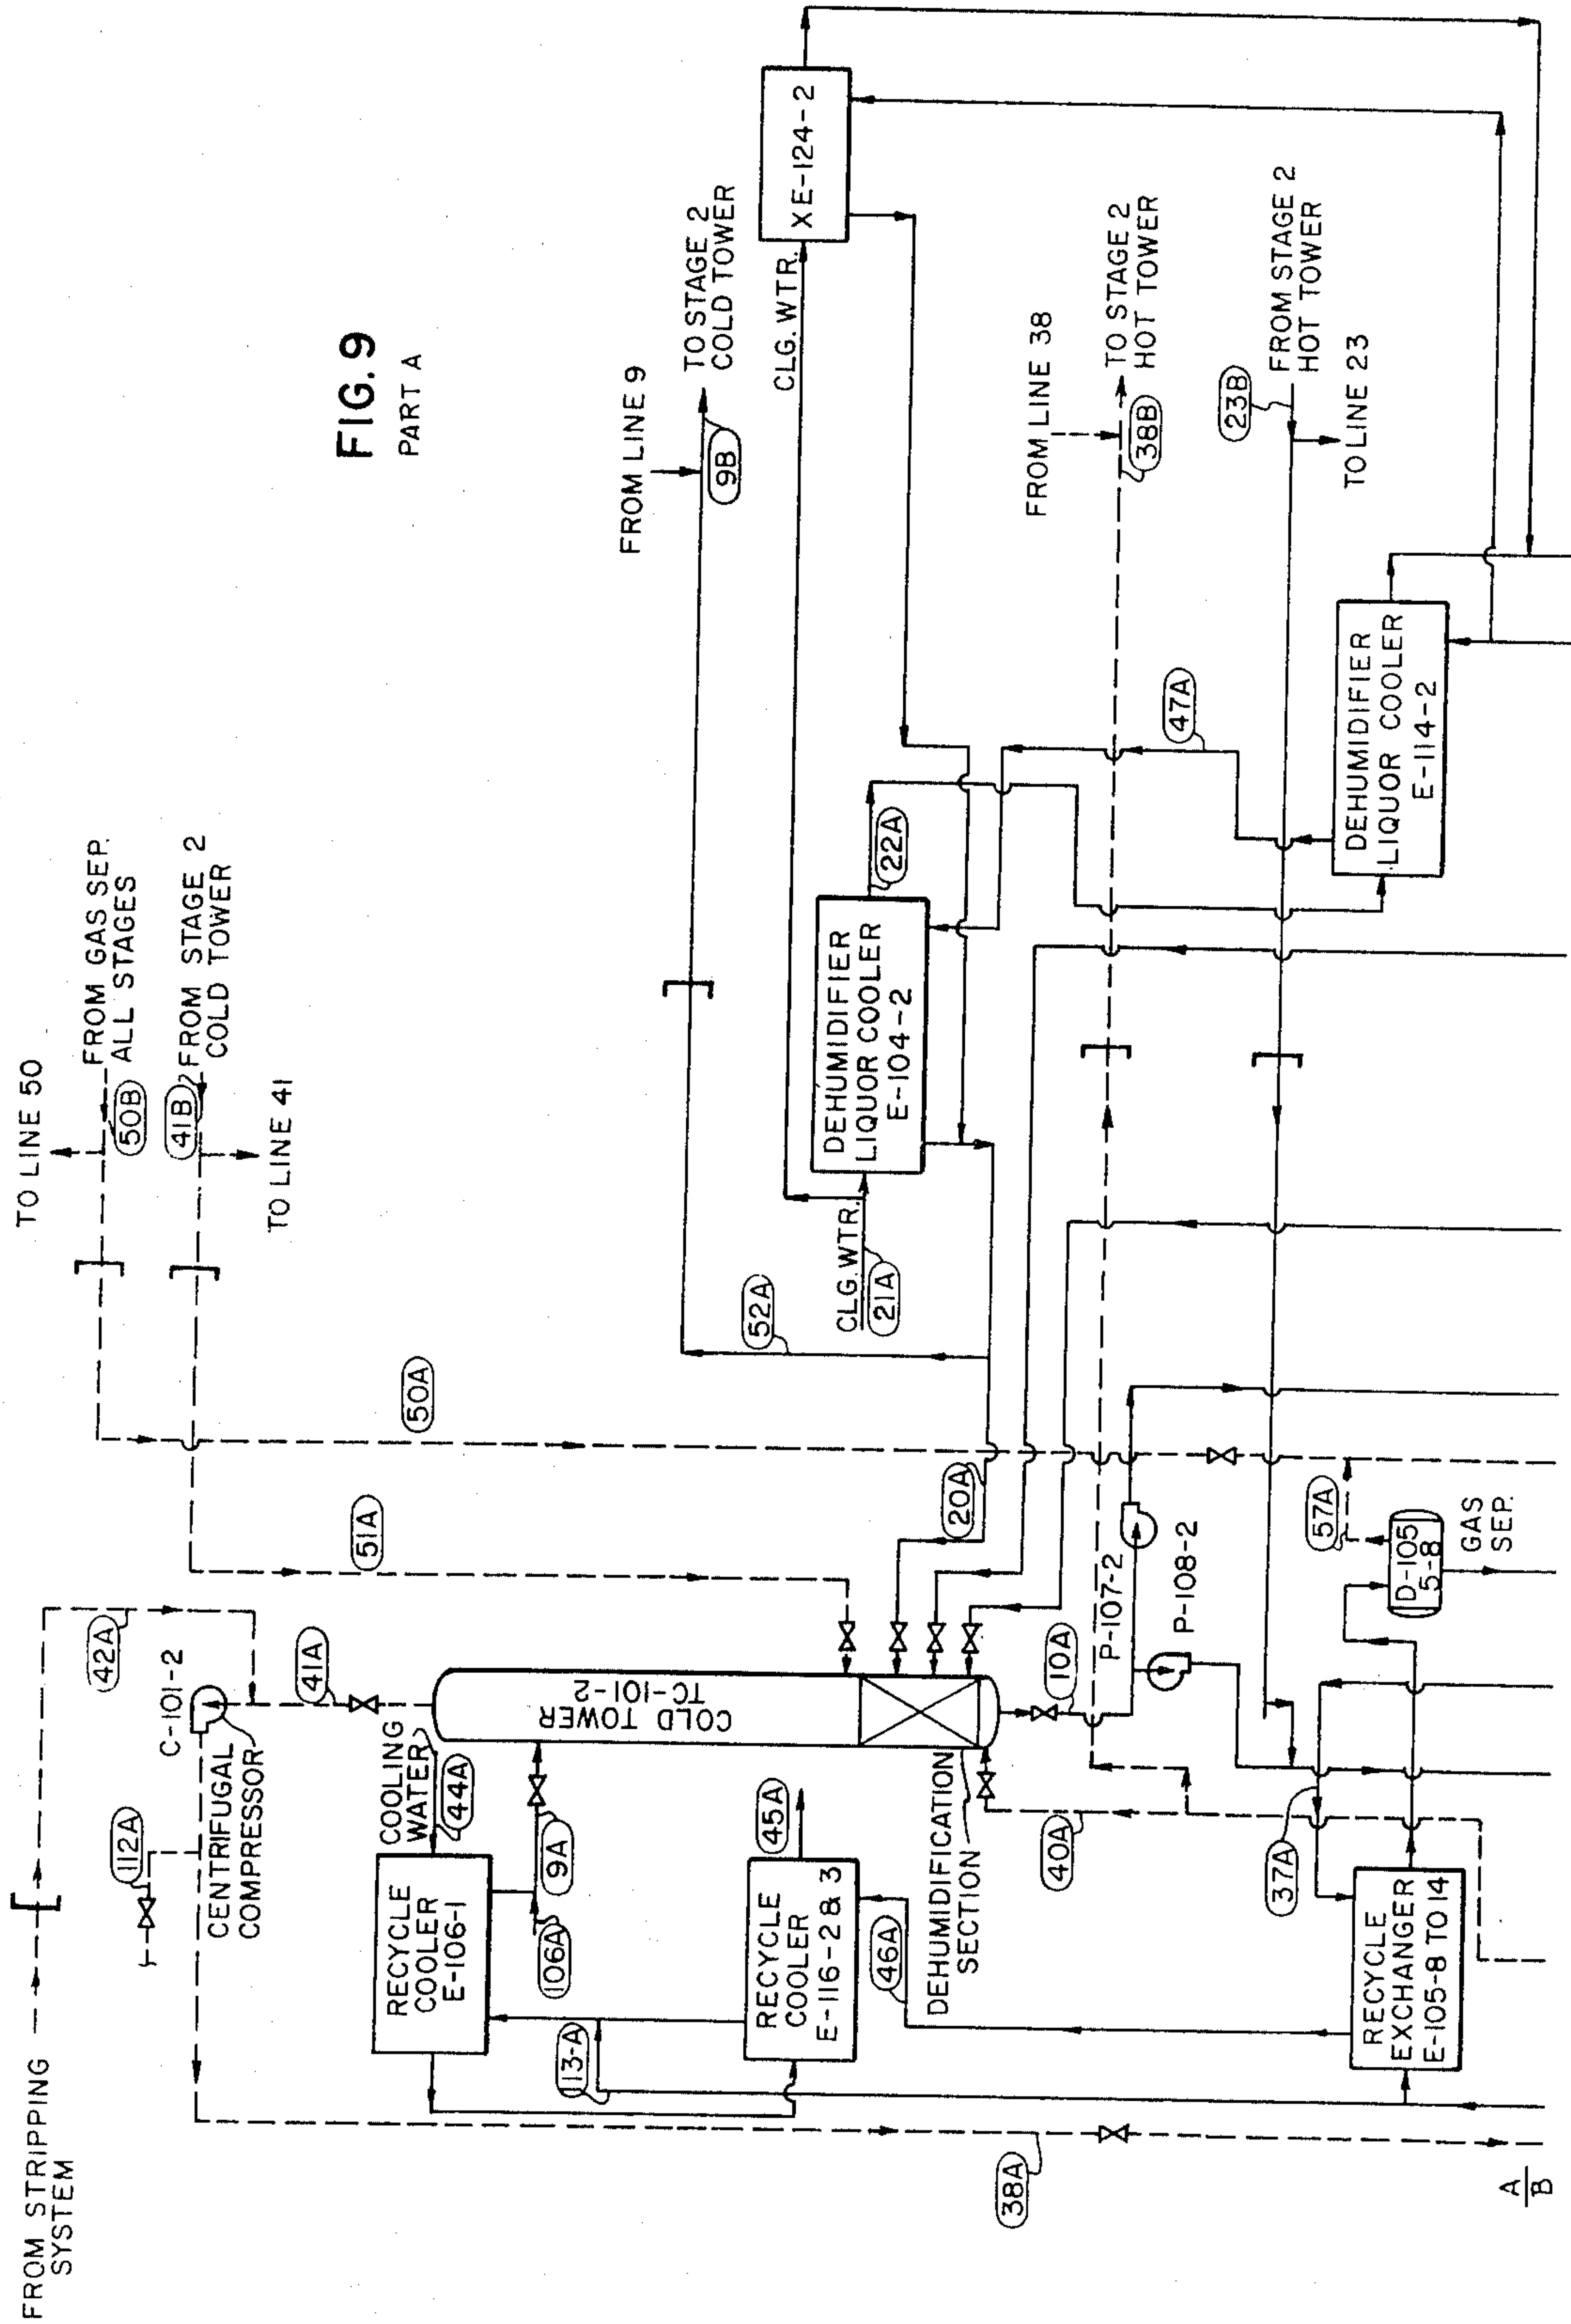 FIG. 9
PART A
FROM STRIPPING
SYSTEM
42A
C-101-2
112A
CENTRIFUGAL
COMPRESSOR
41A
TO LINE 50
FROM GAS SEP.
ALL STAGES
50B
41B
FROM STAGE 2
COLD TOWER
TO LINE 41
51A
50A
COOLING
WATER
44A
RECYCLE
COOLER
E-106-1
9A
106A
COLD TOWER
TC-101-2
45A
RECYCLE
COOLER
E-116-2 & 3
46A
113-A
DEHUMIDIFICATION
SECTION
40A
38A
52A
20A
CLG. WTR.
21A
DEHUMIDIFIER
LIQUOR COOLER
E-104-2
22A
FROM LINE 9
9B
TO STAGE 2
COLD TOWER
CLG. WTR.
XE-124-2
10A
P-107-2
P-108-2
FROM LINE 38
38B
TO STAGE 2
HOT TOWER
23B
FROM STAGE 2
HOT TOWER
TO LINE 23
47A
DEHUMIDIFIER
LIQUOR COOLER
E-114-2
57A
D-105
5-8
GAS
SEP.
37A
RECYCLE
EXCHANGER
E-105-8 TO 14
A
B